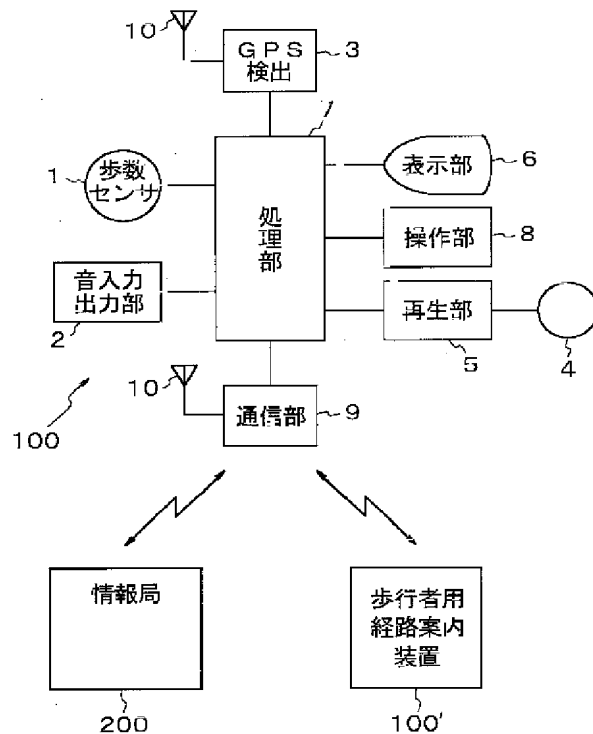 10
GPS
検出
3
7
1
歩数
センサ
処理部
表示部
6
操作部
8
音入力
出力部
2
再生部
5
4
10
通信部
9
100
情報局
200
歩行者用
経路案内
装置
100'